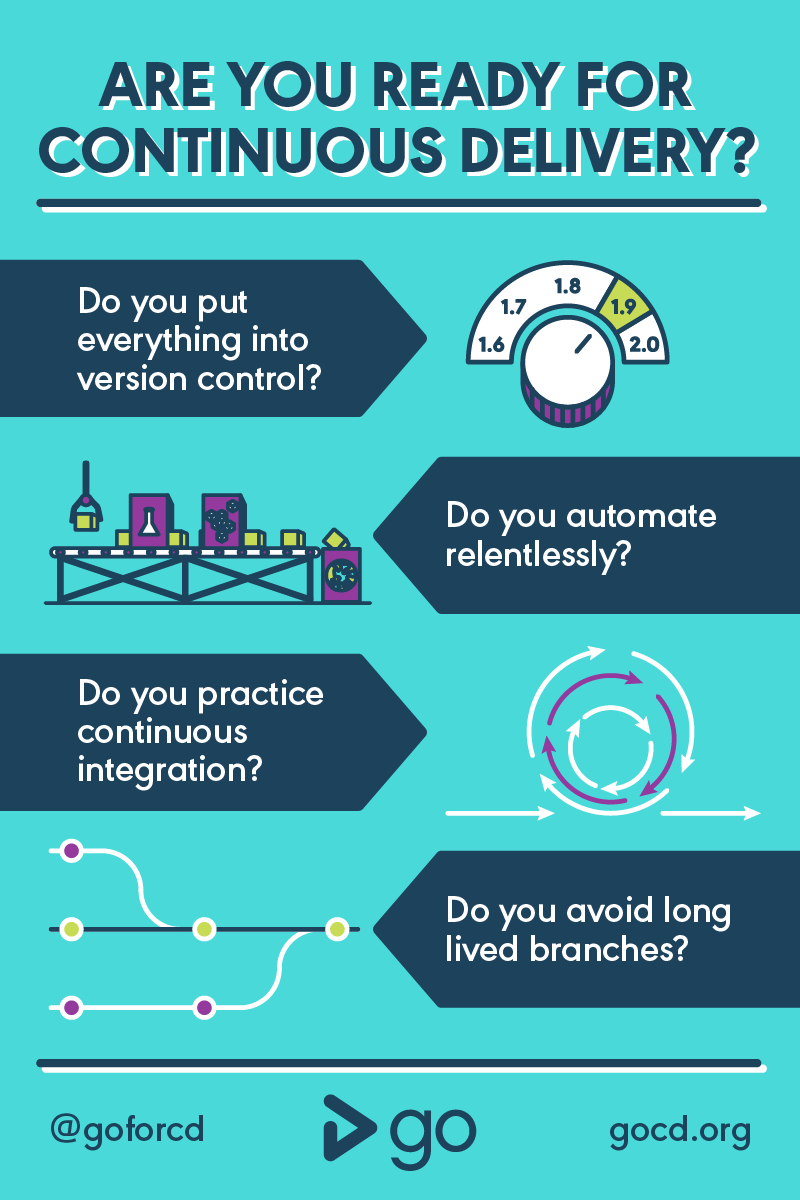 ARE YOU READY FOR
CONTINUOUS DELIVERY?
Do you put
everything into
version control?
1.6
1.7
1.8
1.9
2.0
Do you automate
relentlessly?
Do you practice
continuous
integration?
Do you avoid long
lived branches?
@goforcd
go
gocd.org